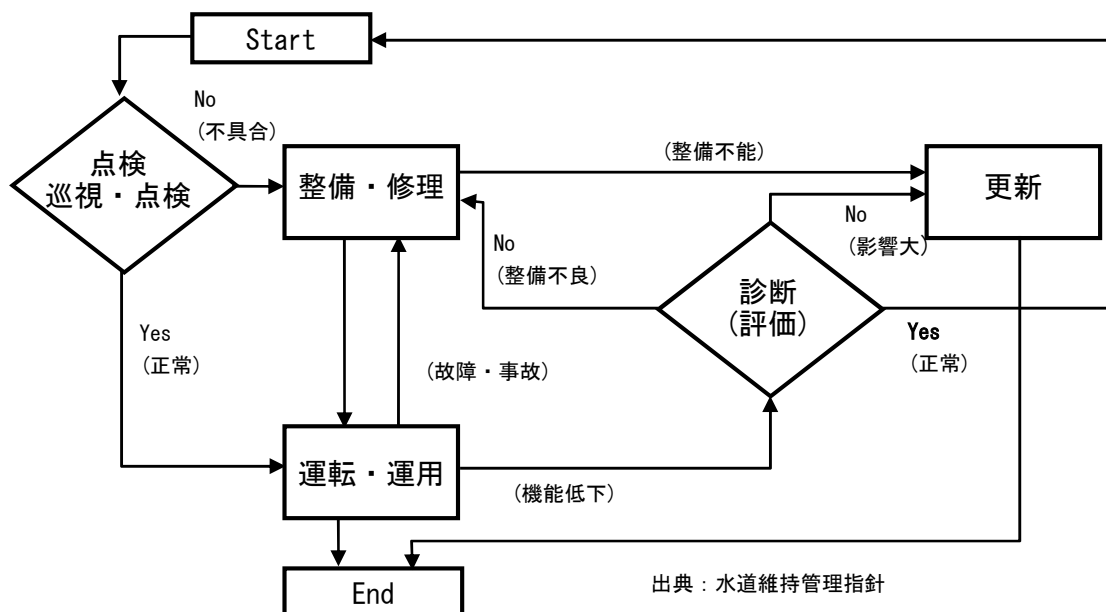 Start
No
(不具合)
点検
巡視・点検
整備・修理
(整備不能)
更新
No
(影響大)
No
(整備不良)
診断
(評価)
Yes
(正常)
Yes
(正常)
(故障・事故)
運転・運用
(機能低下)
End
出典：水道維持管理指針